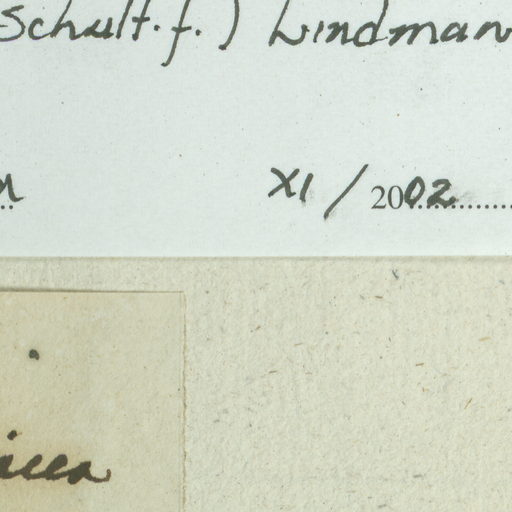 Schult.f.) Lindman
XI / 2002